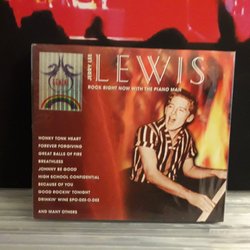 JERRY LEE
LEWIS
ROCK RIGHT NOW WITH THE PIANO MAN
HONKY TONK HEART
FOREVER FORGIVING
GREAT BALLS OF FIRE
BREATHLESS
JOHNNY BE GOOD
HIGH SCHOOL CONFIDENTIAL
BECAUSE OF YOU
GOOD ROCKIN' TONIGHT
DRINKIN' WINE SPO-DEE-O-DEE
AND MANY OTHERS